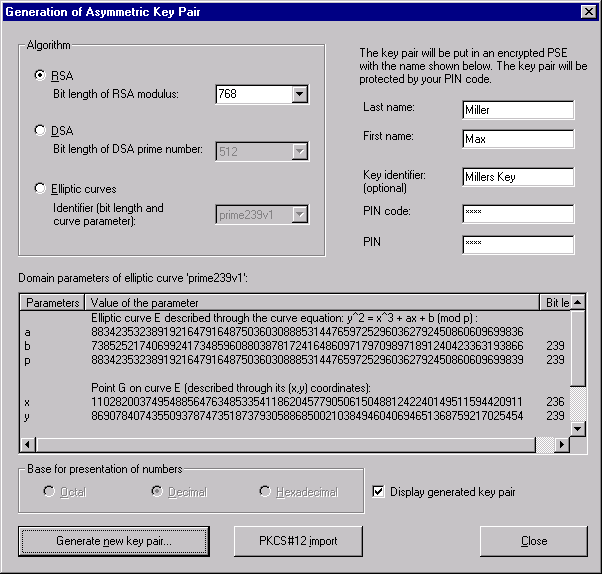 Generation of Asymmetric Key Pair
Algorithm
RSA
Bit length of RSA modulus:
768
DSA
Bit length of DSA prime number:
512
Elliptic curves
Identifier (bit length and
curve parameter):
prime239v1
The key pair will be put in an encrypted PSE
with the name shown below. The key pair will be
protected by your PIN code.
Last name:
Miller
First name:
Max
Key identifier:
(optional)
Millers Key
PIN code:
****
PIN
****
Domain parameters of elliptic curve 'prime239v1':
Parameters Value of the parameter Bit le
Elliptic curve E described through the curve equation: y^2 = x^3 + ax + b (mod p) :
a 883423532389192164791648750360308885314476597252960362792450860609699836
b 738525217406992417348596088038781724164860971797098971891240423363193866 239
p 883423532389192164791648750360308885314476597252960362792450860609699839 239
Point G on curve E (described through its (x,y) coordinates):
x 110282003749548856476348533541186204577905061504881242240149511594420911 236
y 869078407435509378747351873793058868500210384946040694651368759217025454 239
Base for presentation of numbers
Octal
Decimal
Hexadecimal
Display generated key pair
Generate new key pair...
PKCS#12 import
Close